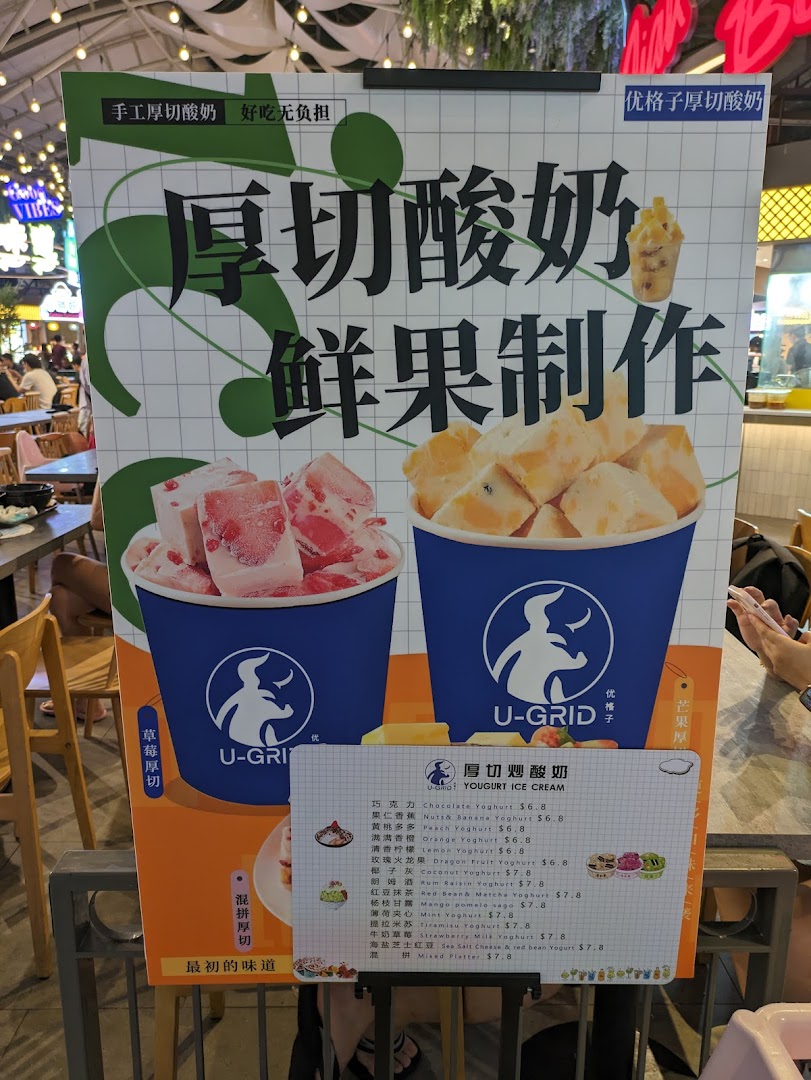 手工厚切酸奶 好吃无负担
优格子厚切酸奶
厚切酸奶
鲜果制作
GOOD VIBES
U-GRID 优格子
U-GRID 优
草莓厚切
芒果厚
混拼厚切
最初的味道
U-GRID 厚切炒酸奶
YOUGURT ICE CREAM
巧克力 Chocolate Yoghurt $6.8
果仁香蕉 Nuts& Banana Yoghurt $6.8
黄桃多多 Peach Yoghurt $6.8
满满香橙 Orange Yoghurt $6.8
清香柠檬 Lemon Yoghurt $6.8
玫瑰火龙果 Dragon Fruit Yoghurt $6.8
椰子灰 Coconut Yoghurt $7.8
朗姆酒 Rum Raisin Yoghurt $7.8
红豆抹茶 Red Bean& Matcha Yoghurt $7.8
杨枝甘露 Mango pomelo sago $7.8
薄荷夹心 Mint Yoghurt $7.8
提拉米苏 Tiramisu Yoghurt $7.8
牛奶草莓 Strawberry Milk Yoghurt $7.8
海盐芝士红豆 Sea Salt Cheese & red bean Yogurt $7.8
混拼 Mixed Platter $7.8